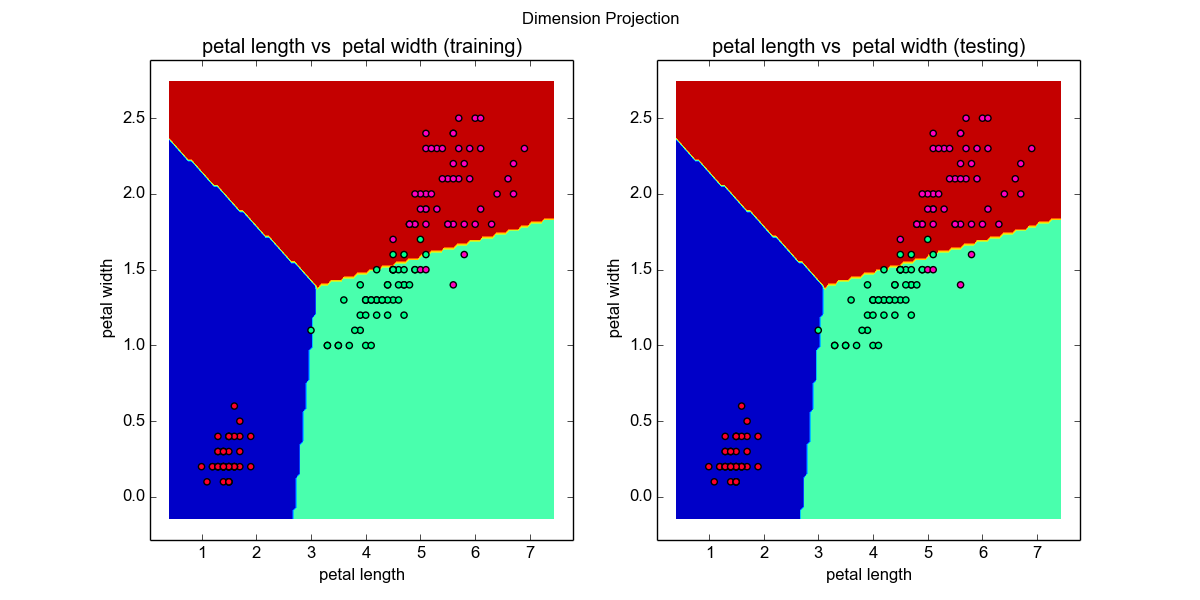 Dimension Projection
petal length vs  petal width (training)
petal width
2.5
2.0
1.5
1.0
0.5
0.0
1 2 3 4 5 6 7
petal length
petal length vs  petal width (testing)
petal width
2.5
2.0
1.5
1.0
0.5
0.0
1 2 3 4 5 6 7
petal length